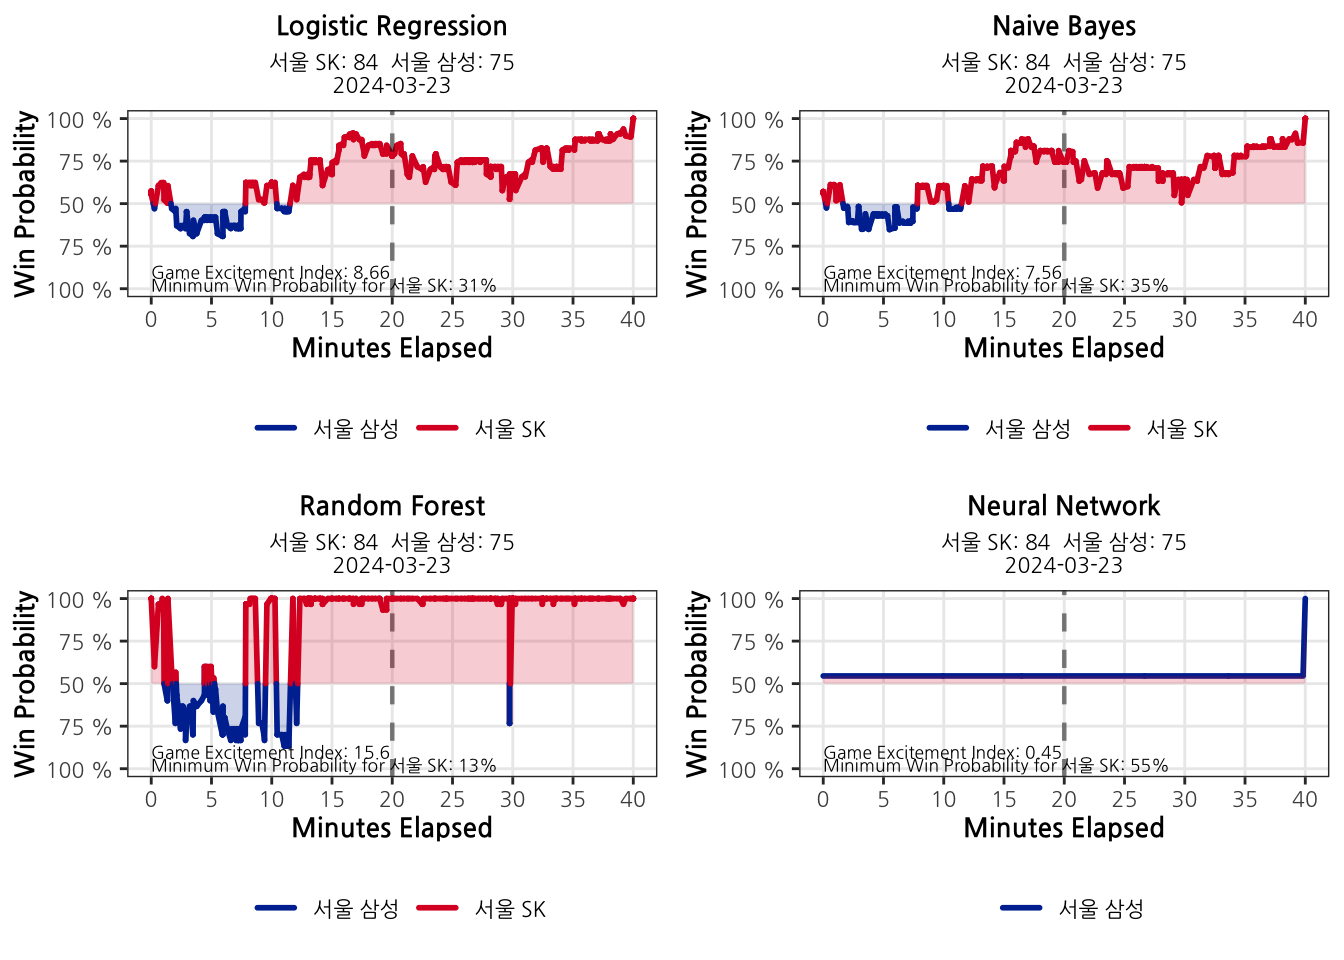 Logistic Regression
서울 SK: 84  서울 삼성: 75
2024-03-23
Win Probability
100 %
75 %
50 %
75 %
100 %
Game Excitement Index: 8.66
Minimum Win Probability for 서울 SK: 31%
0 5 10 15 20 25 30 35 40
Minutes Elapsed
서울 삼성 서울 SK
Naive Bayes
서울 SK: 84  서울 삼성: 75
2024-03-23
Win Probability
100 %
75 %
50 %
75 %
100 %
Game Excitement Index: 7.56
Minimum Win Probability for 서울 SK: 35%
0 5 10 15 20 25 30 35 40
Minutes Elapsed
서울 삼성 서울 SK
Random Forest
서울 SK: 84  서울 삼성: 75
2024-03-23
Win Probability
100 %
75 %
50 %
75 %
100 %
Game Excitement Index: 15.6
Minimum Win Probability for 서울 SK: 13%
0 5 10 15 20 25 30 35 40
Minutes Elapsed
서울 삼성 서울 SK
Neural Network
서울 SK: 84  서울 삼성: 75
2024-03-23
Win Probability
100 %
75 %
50 %
75 %
100 %
Game Excitement Index: 0.45
Minimum Win Probability for 서울 SK: 55%
0 5 10 15 20 25 30 35 40
Minutes Elapsed
서울 삼성